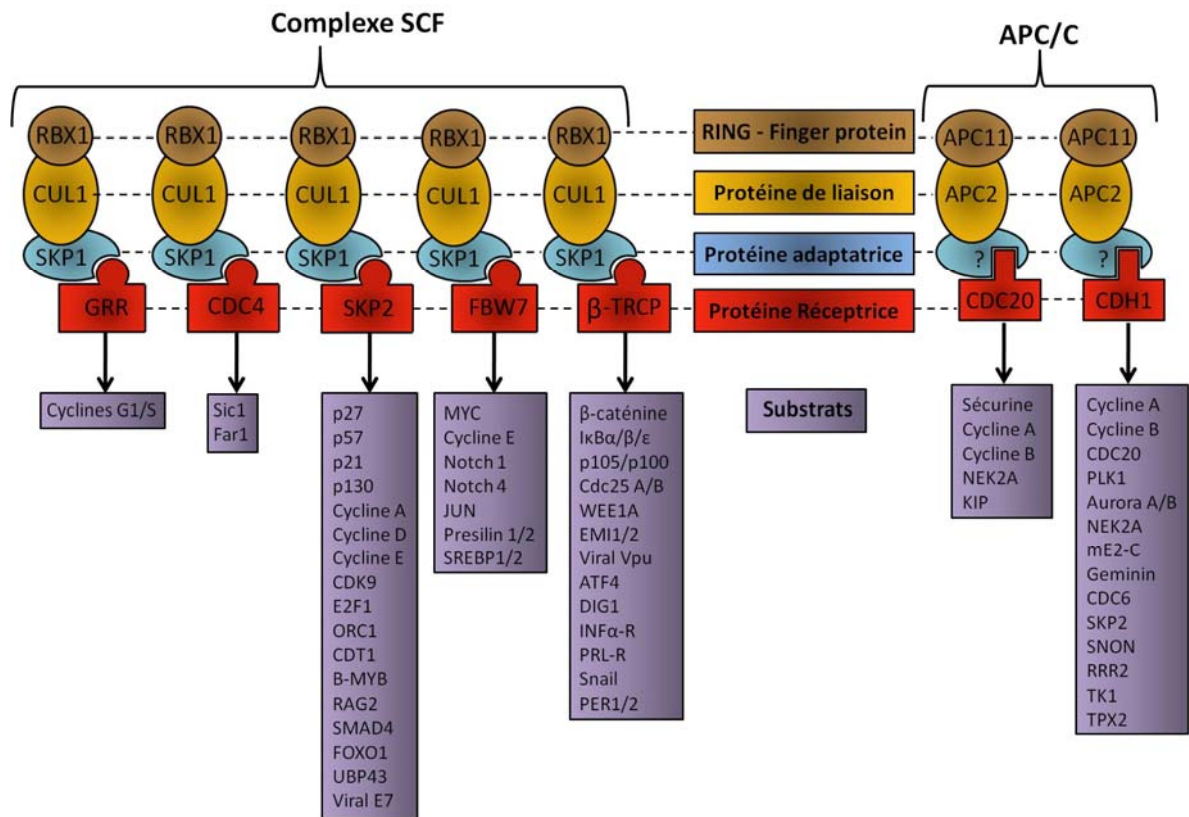 Complexe SCF
APC/C
RBX1 RBX1 RBX1 RBX1 RBX1 RING - Finger protein APC11 APC11
CUL1 CUL1 CUL1 CUL1 CUL1 Protéine de liaison APC2 APC2
SKP1 SKP1 SKP1 SKP1 SKP1 Protéine adaptatrice ? ?
GRR CDC4 SKP2 FBW7 β-TRCP Protéine Réceptrice CDC20 CDH1
Cyclines G1/S
Sic1
Far1
p27
p57
p21
p130
Cycline A
Cycline D
Cycline E
CDK9
E2F1
ORC1
CDT1
B-MYB
RAG2
SMAD4
FOXO1
UBP43
Viral E7
MYC
Cycline E
Notch 1
Notch 4
JUN
Presilin 1/2
SREBP1/2
β-caténine
IκBα/β/ε
p105/p100
Cdc25 A/B
WEE1A
EMI1/2
Viral Vpu
ATF4
DIG1
INFα-R
PRL-R
Snail
PER1/2
Substrats
Sécurine
Cycline A
Cycline B
NEK2A
KIP
Cycline A
Cycline B
CDC20
PLK1
Aurora A/B
NEK2A
mE2-C
Geminin
CDC6
SKP2
SNON
RRR2
TK1
TPX2